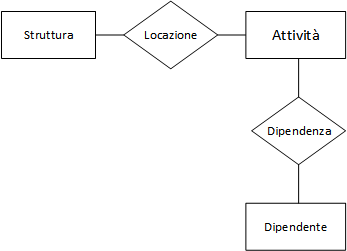 Struttura
Locazione
Attività
Dipendenza
Dipendente